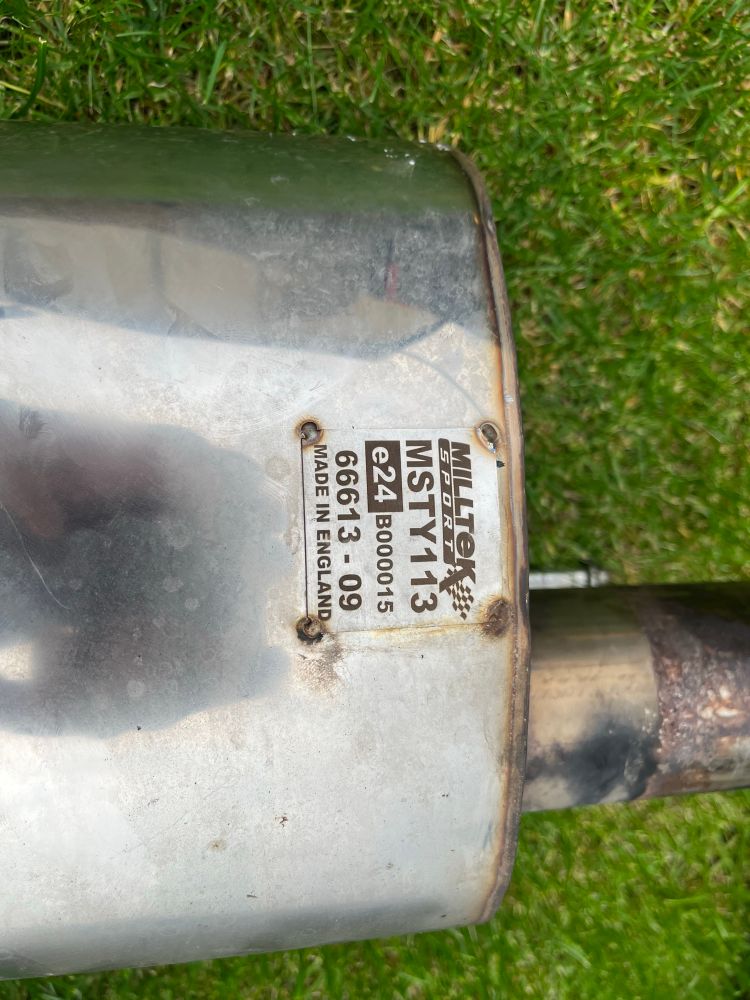 MILLTEK
SPORT
MSTY113
e24 B000015
66613 - 09
MADE IN ENGLAND